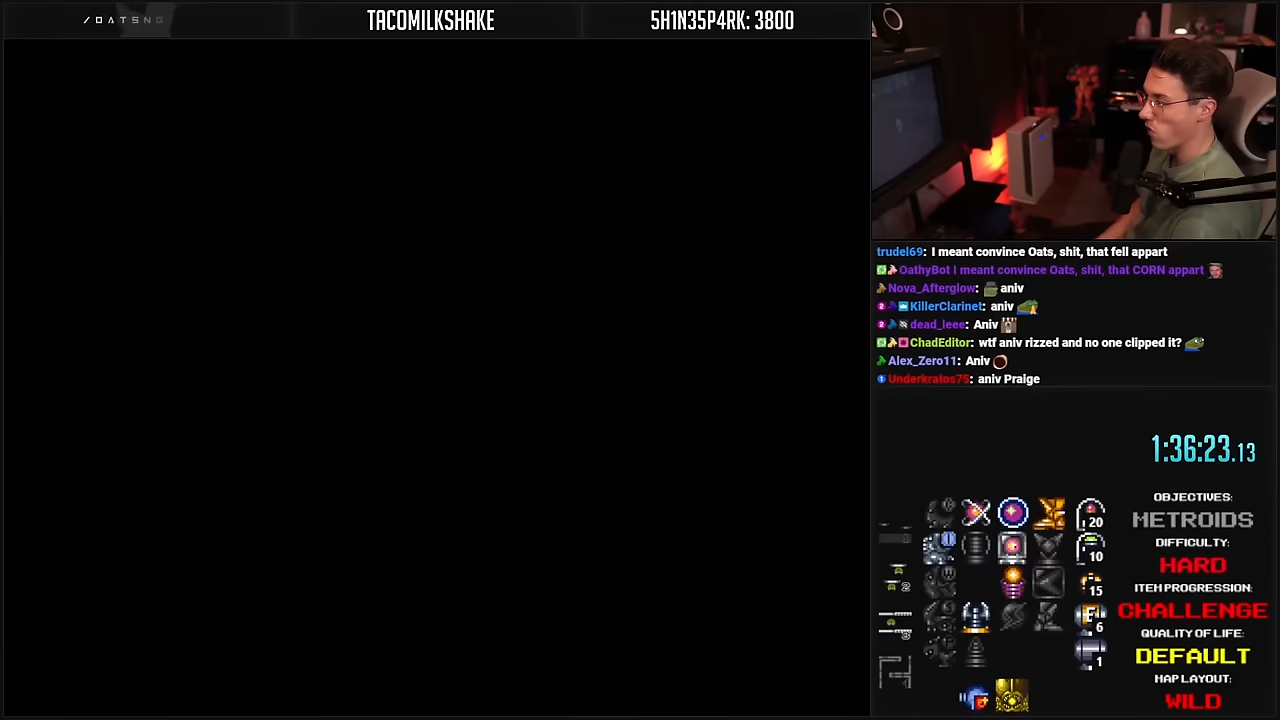 /OATSNG
TACOMILKSHAKE
5H1N35P4RK: 3800
trudel69: I meant convince Oats, shit, that fell appart
OathyBot I meant convince Oats, shit, that CORN appart
Nova_Afterglow: aniv
KillerClarinet: aniv
dead_leee: Aniv
ChadEditor: wtf aniv rizzed and no one clipped it?
Alex_Zero11: Aniv
Underkratos75: aniv Praige
1:36:23.13
OBJECTIVES:
METROIDS
DIFFICULTY:
HARD
ITEM PROGRESSION:
CHALLENGE
QUALITY OF LIFE:
DEFAULT
MAP LAYOUT:
WILD
20
10
15
6
1
2
3